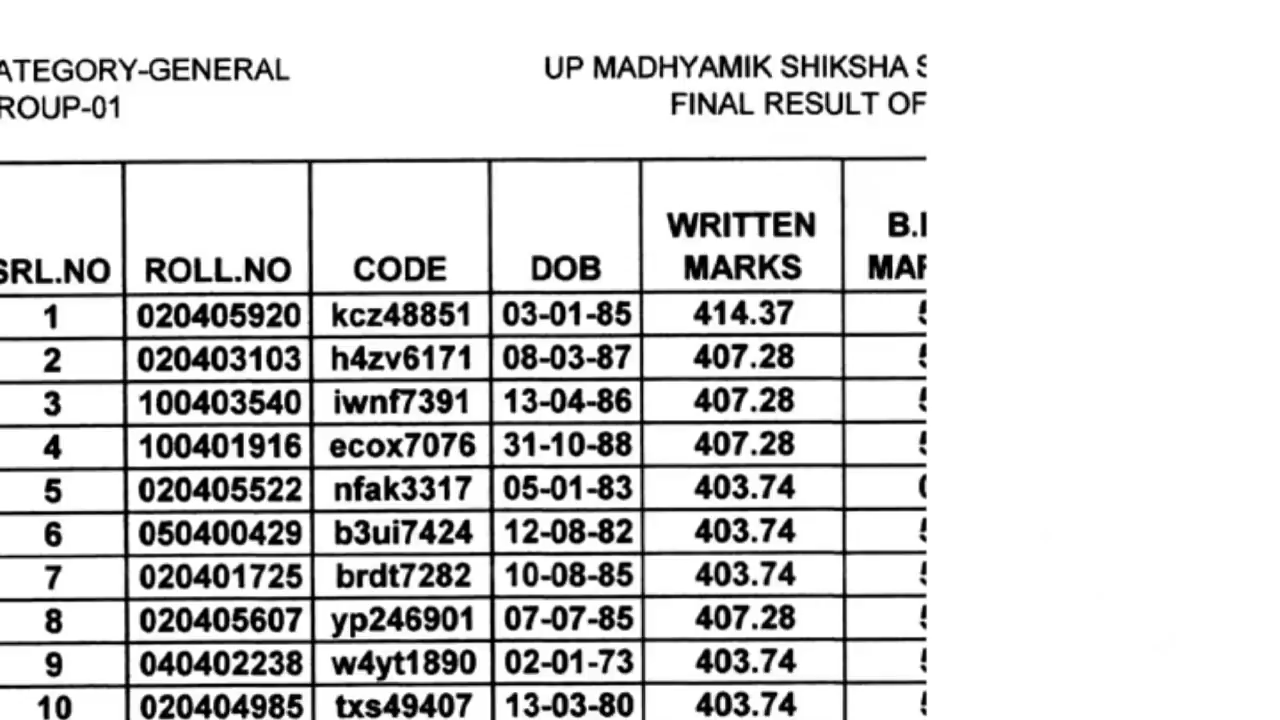 ATEGORY-GENERAL UP MADHYAMIK SHIKSHA
ROUP-01 FINAL RESULT OF
SRL.NO ROLL.NO CODE DOB WRITTEN MARKS
1 020405920 kcz48851 03-01-85 414.37
2 020403103 h4zv6171 08-03-87 407.28
3 100403540 iwnf7391 13-04-86 407.28
4 100401916 ecox7076 31-10-88 407.28
5 020405522 nfak3317 05-01-83 403.74
6 050400429 b3ui7424 12-08-82 403.74
7 020401725 brdt7282 10-08-85 403.74
8 020405607 yp246901 07-07-85 407.28
9 040402238 w4yt1890 02-01-73 403.74
10 020404985 txs49407 13-03-80 403.74